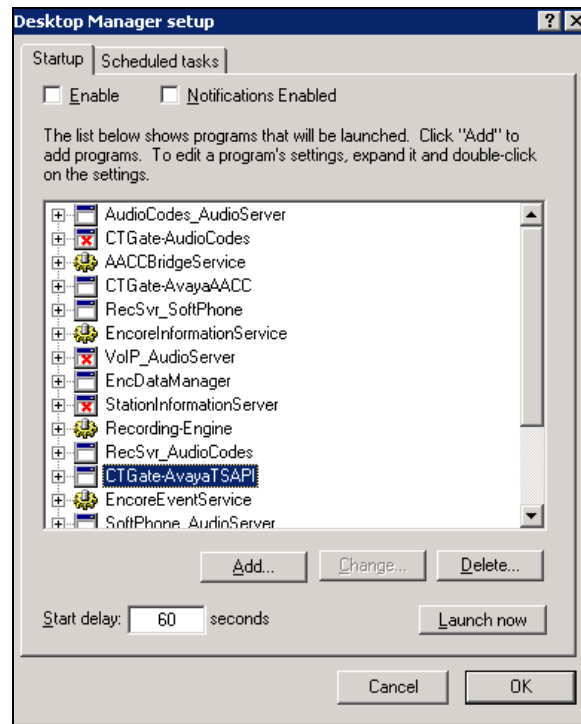 Desktop Manager setup
Startup
Scheduled tasks
Enable
Notifications Enabled
The list below shows programs that will be launched. Click "Add" to
add programs. To edit a program's settings, expand it and double-click
on the settings.
AudioCodes_AudioServer
CTGate-AudioCodes
AACCBridgeService
CTGate-AvayaAACC
RecSvr_SoftPhone
EncoreInformationService
VoIP_AudioServer
EncDataManager
StationInformationServer
Recording-Engine
RecSvr_AudioCodes
CTGate-AvayaTSAPI
EncoreEventService
SoftPhone_AudioServer
Add...
Change...
Delete...
Start delay: 60 seconds
Launch now
Cancel
OK